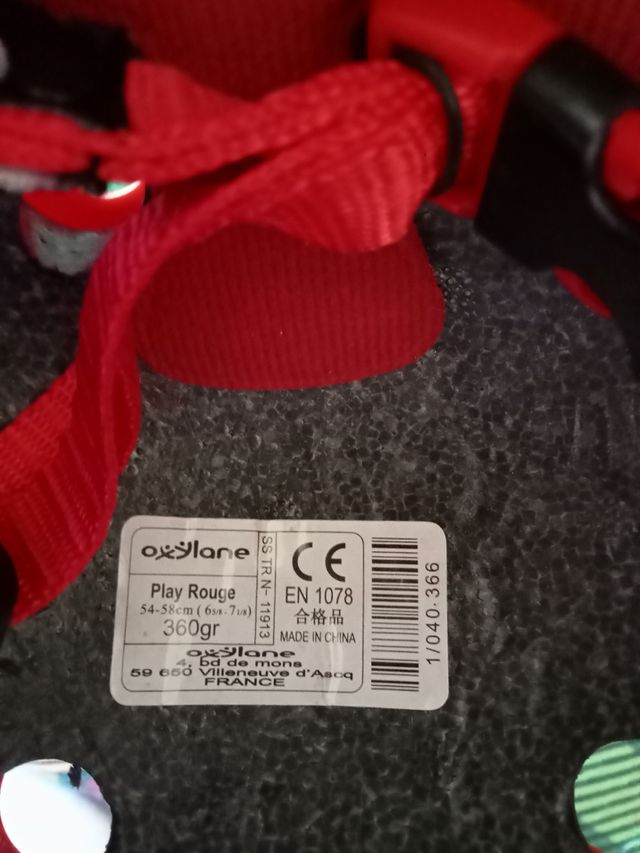 oxylane
Play Rouge
54-58cm ( 6 5/8 - 7 1/8)
360gr
SS TR N- 11913
CE
EN 1078
合格品
MADE IN CHINA
oxylane
4, bd de mons
59 650 Villeneuve d'Ascq
FRANCE
1/040.366